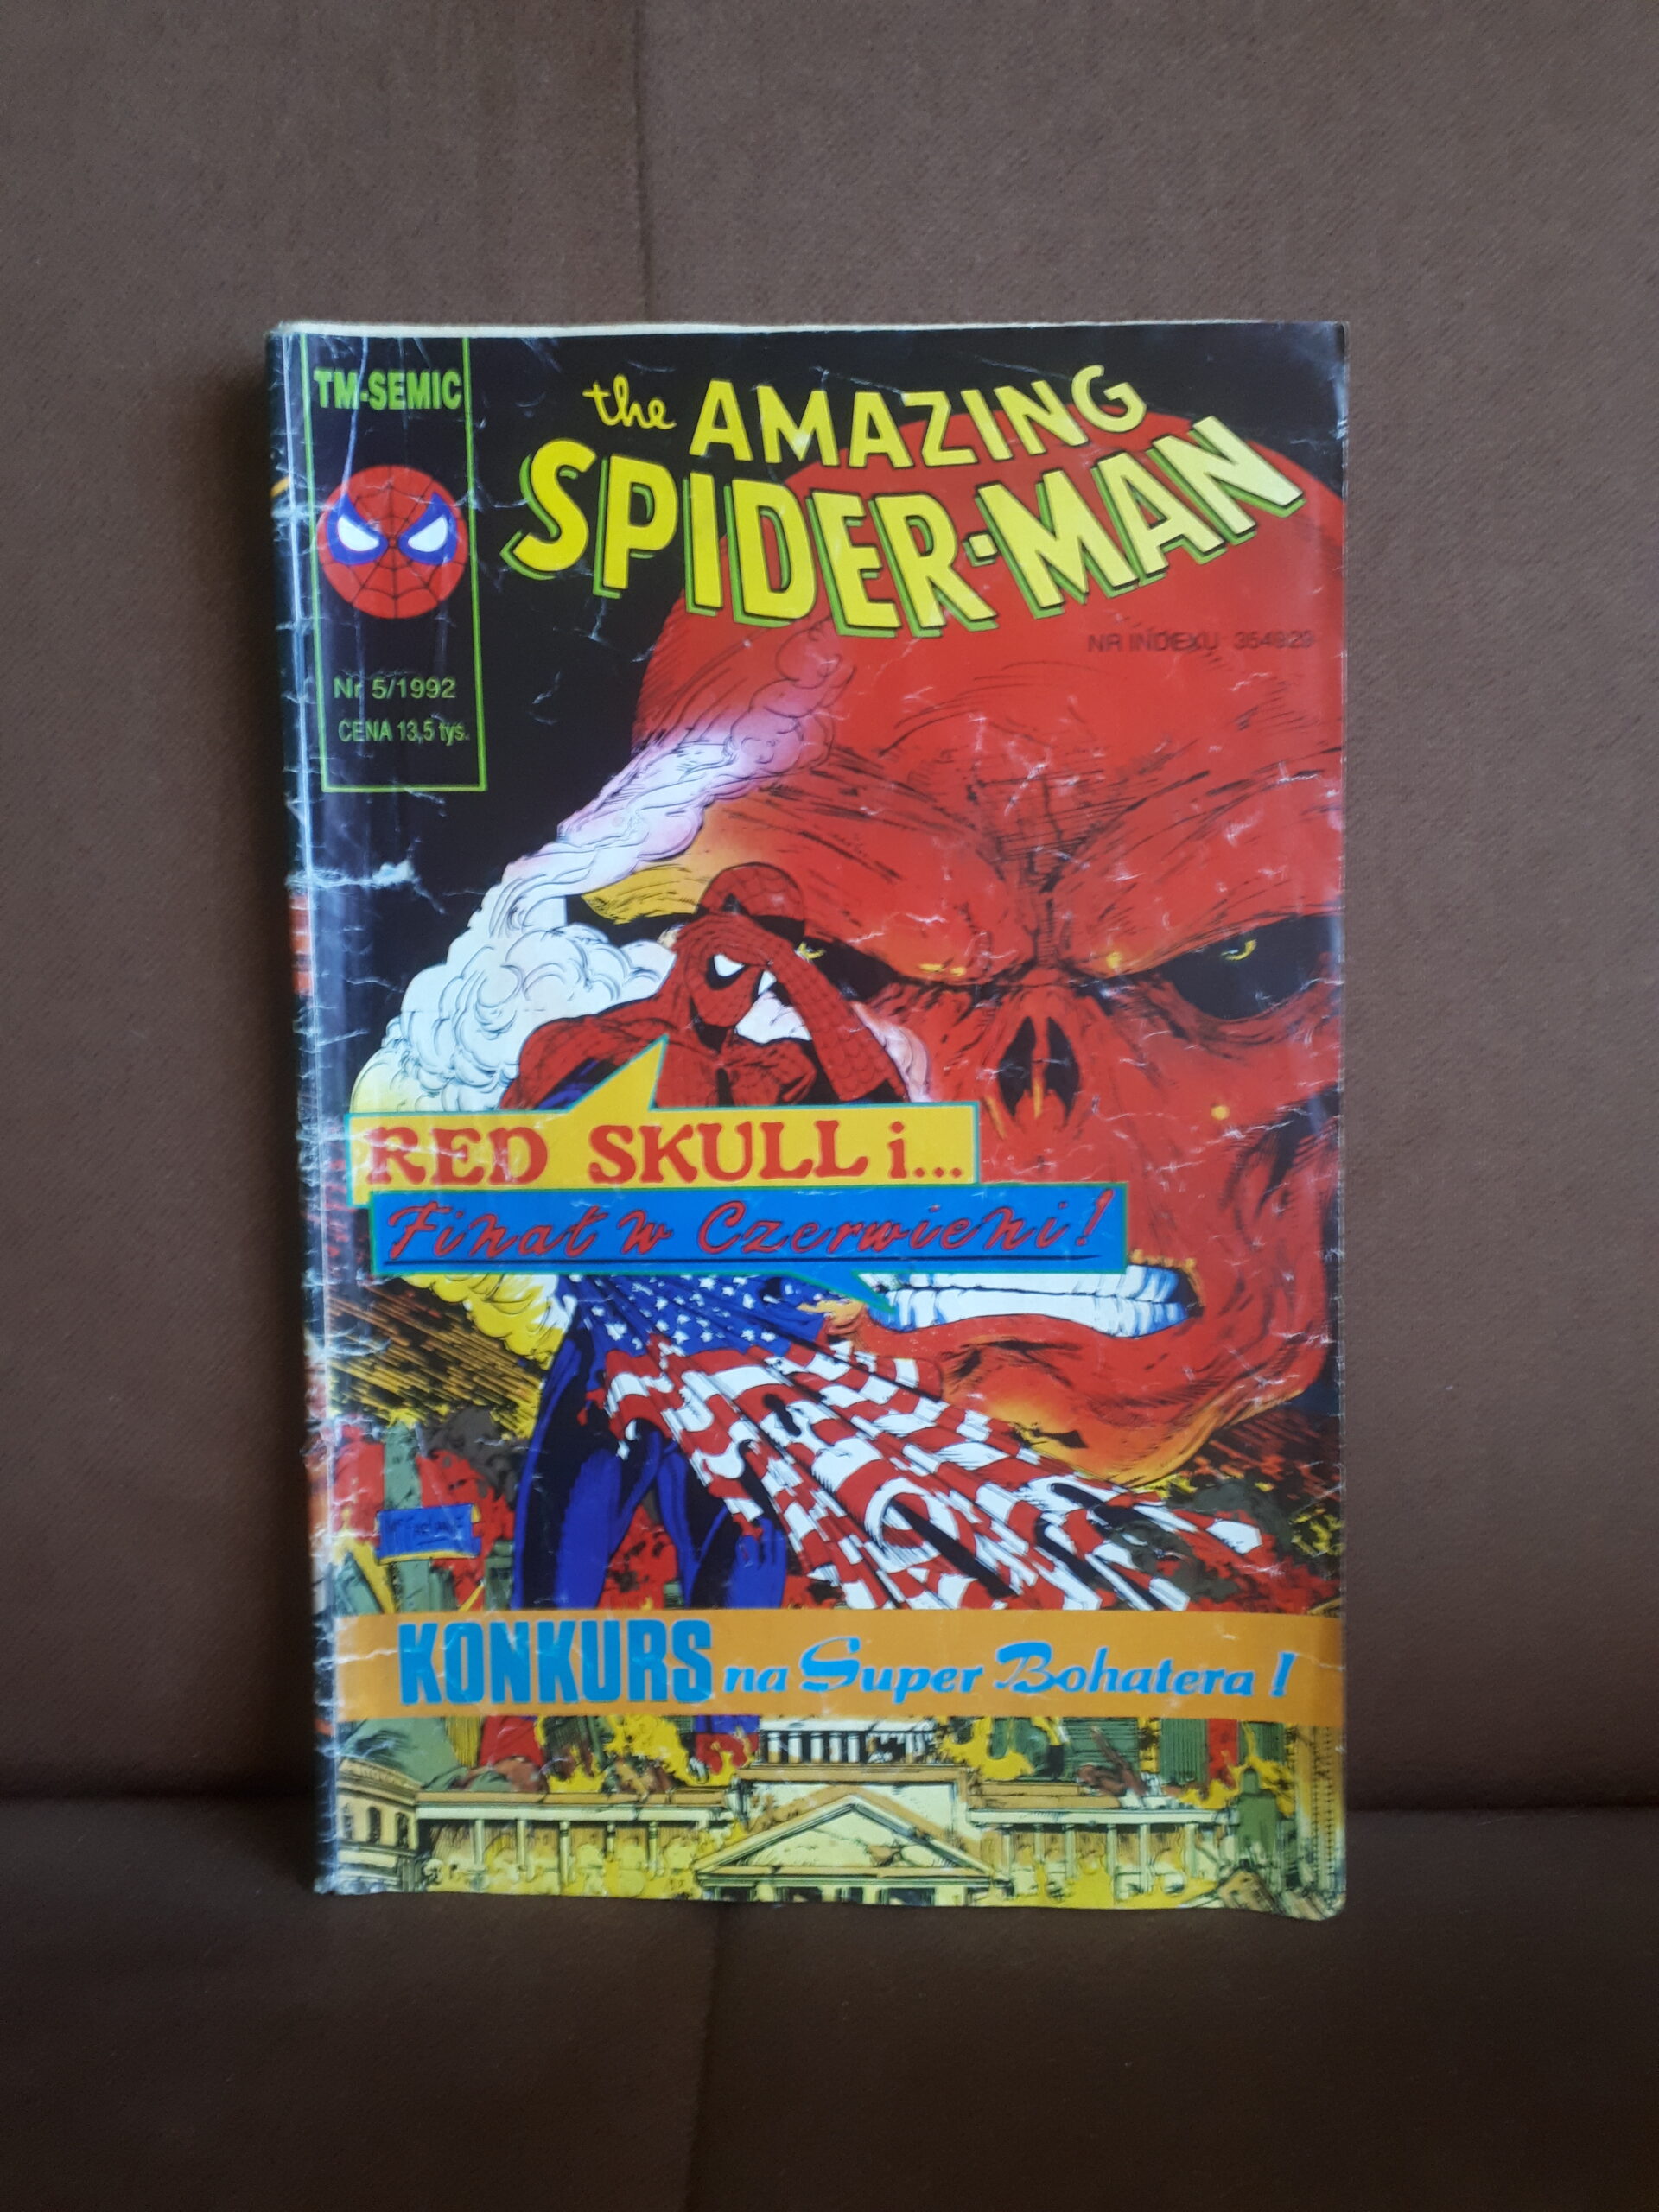 TM-SEMIC
the AMAZING
SPIDER-MAN
NR INDEKU 354929
Nr 5/1992
CENA 13,5 tys.
RED SKULL i...
Finał w Czerwieni!
KONKURS na Super Bohatera!